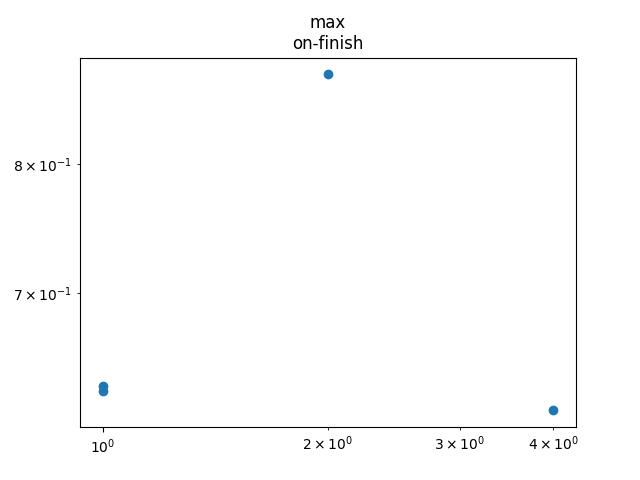 max
on-finish
8 × 10⁻¹
7 × 10⁻¹
10⁰
2 × 10⁰
3 × 10⁰
4 × 10⁰